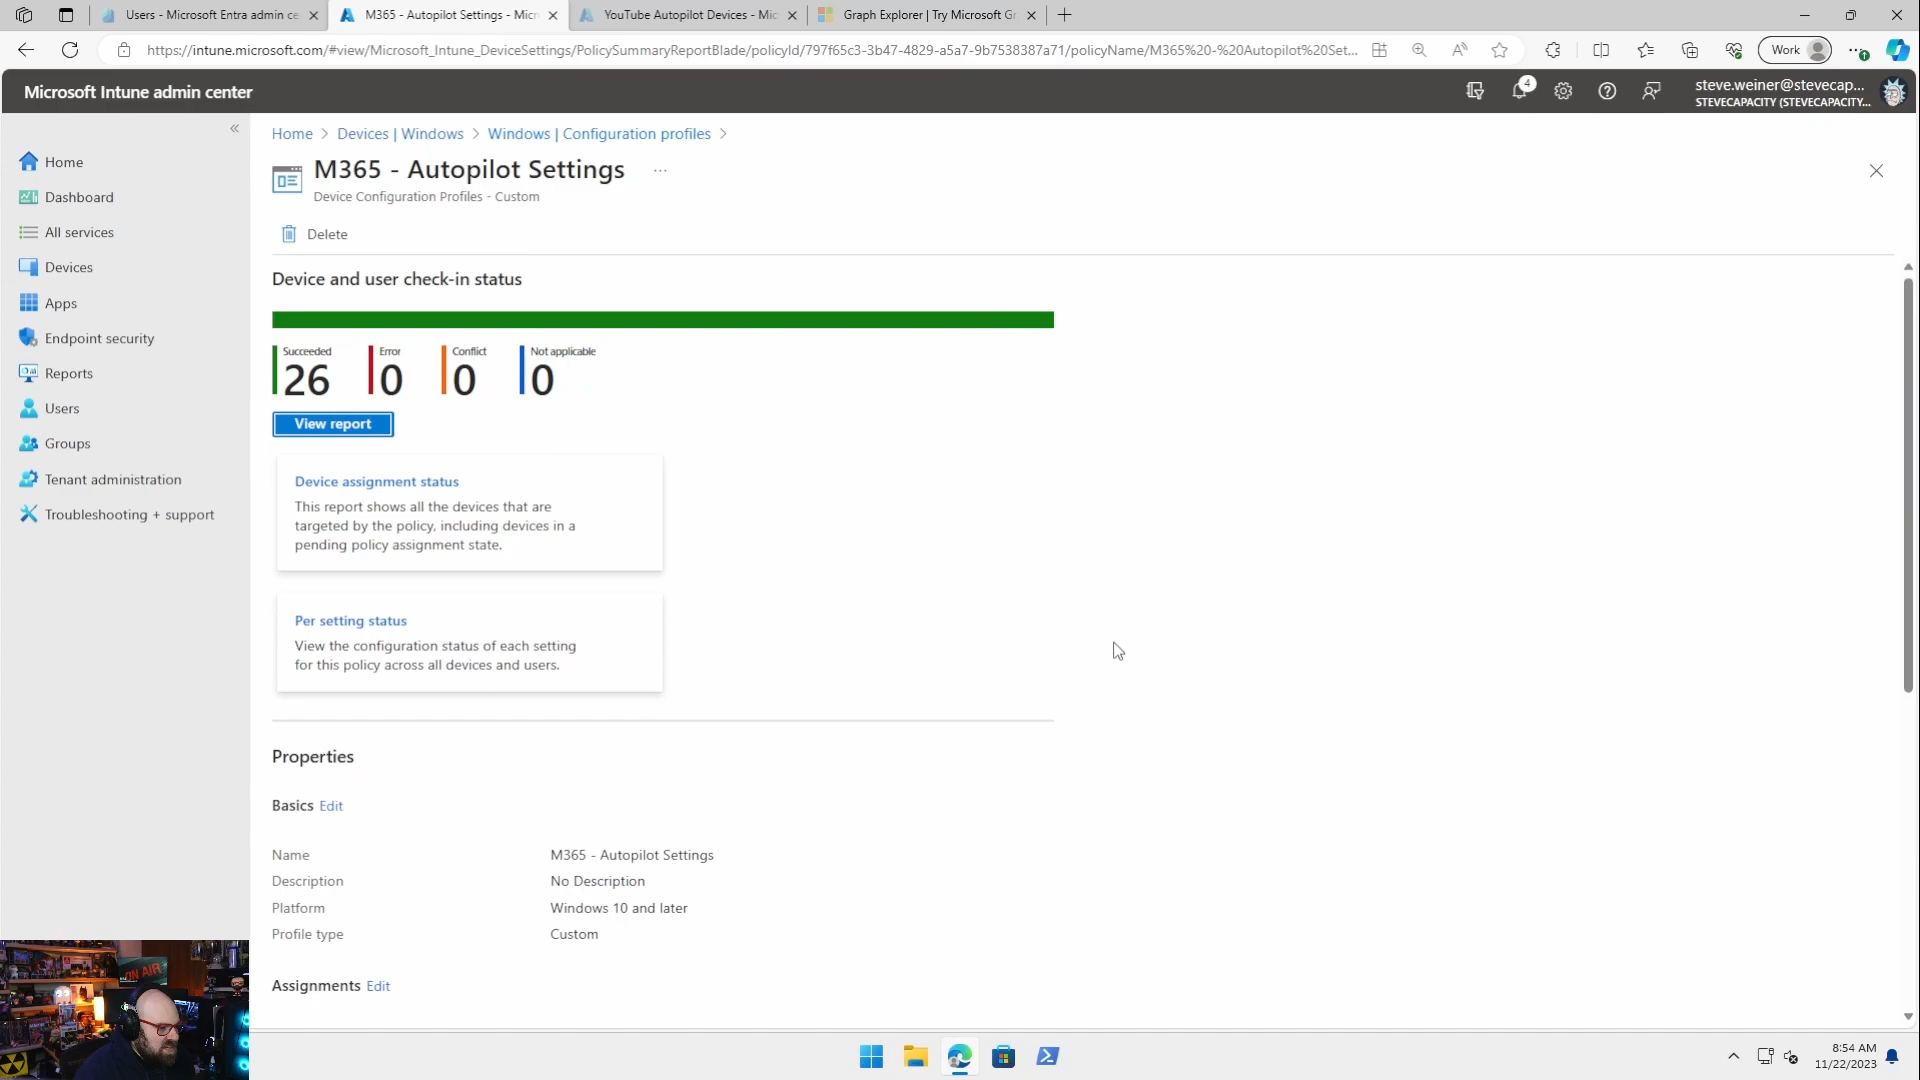 Users - Microsoft Entra admin ce
M365 - Autopilot Settings - Micr
YouTube Autopilot Devices - Mic
Graph Explorer | Try Microsoft Gr
https://intune.microsoft.com/#view/Microsoft_Intune_DeviceSettings/PolicySummaryReportBlade/policyId/797f65c3-3b47-4829-a5a7-9b7538387a71/policyName/M365%20-%20Autopilot%20Set...
Work
Microsoft Intune admin center
4
steve.weiner@stevecap...
STEVECAPACITY (STEVECAPACITY...
Home
Dashboard
All services
Devices
Apps
Endpoint security
Reports
Users
Groups
Tenant administration
Troubleshooting + support
Home > Devices | Windows > Windows | Configuration profiles >
M365 - Autopilot Settings ...
Device Configuration Profiles - Custom
Delete
Device and user check-in status
Succeeded
26
Error
0
Conflict
0
Not applicable
0
View report
Device assignment status
This report shows all the devices that are
targeted by the policy, including devices in a
pending policy assignment state.
Per setting status
View the configuration status of each setting
for this policy across all devices and users.
Properties
Basics Edit
Name M365 - Autopilot Settings
Description No Description
Platform Windows 10 and later
Profile type Custom
Assignments Edit
ON AIR
8:54 AM
11/22/2023